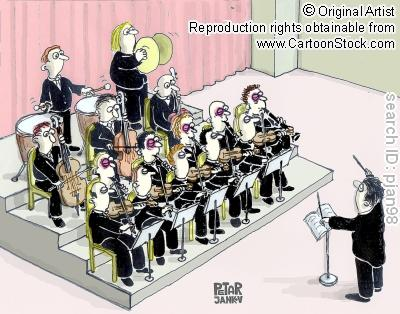 © Original Artist
Reproduction rights obtainable from
www.CartoonStock.com
search ID: pjan98
PETAR
JANKOV